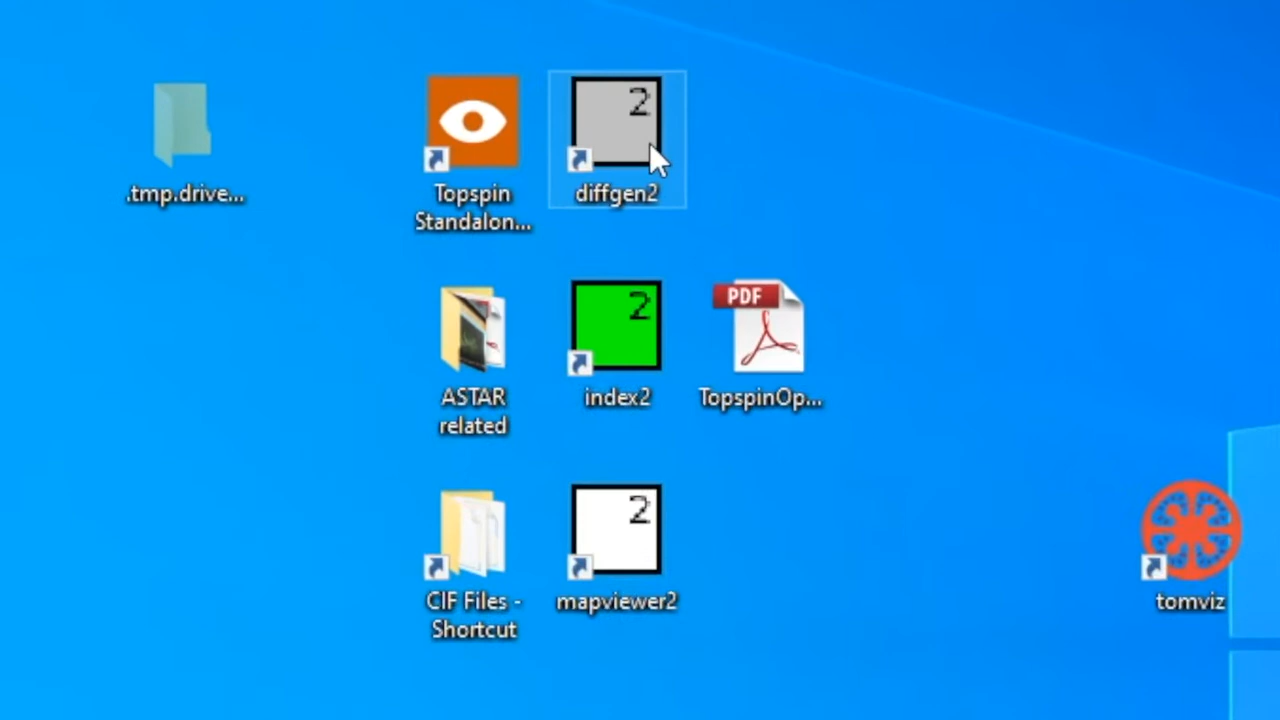 .tmp.drive...
Topspin
Standalon...
2
diffgen2
ASTAR
related
2
index2
PDF
TopspinOp...
CIF Files -
Shortcut
2
mapviewer2
tomviz